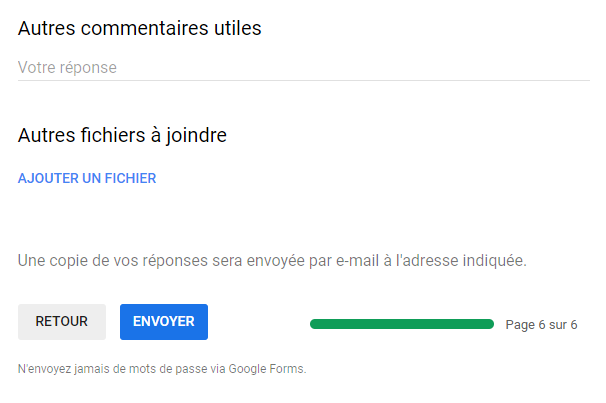 Autres commentaires utiles
Votre réponse
Autres fichiers à joindre
AJOUTER UN FICHIER
Une copie de vos réponses sera envoyée par e-mail à l'adresse indiquée.
RETOUR ENVOYER Page 6 sur 6
N'envoyez jamais de mots de passe via Google Forms.